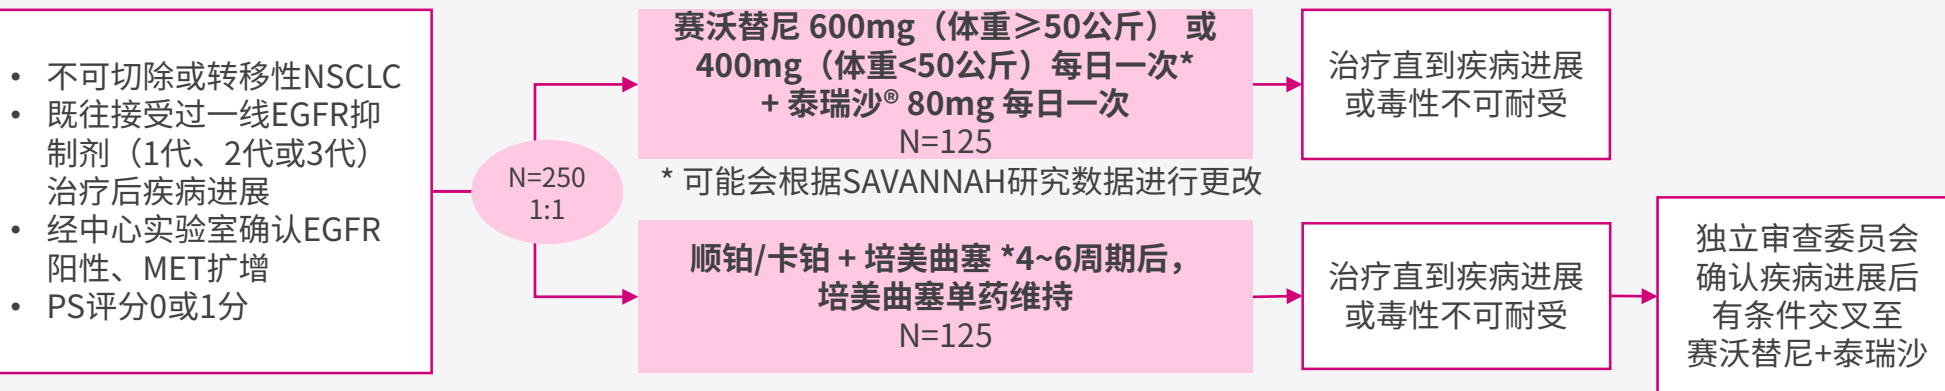 • 不可切除或转移性NSCLC
• 既往接受过一线EGFR抑
制剂（1代、2代或3代）
治疗后疾病进展
• 经中心实验室确认EGFR
阳性、MET扩增
• PS评分0或1分
N=250
1:1
赛沃替尼 600mg（体重≥50公斤） 或
400mg（体重<50公斤）每日一次*
+ 泰瑞沙® 80mg 每日一次
N=125
* 可能会根据SAVANNAH研究数据进行更改
治疗直到疾病进展
或毒性不可耐受
顺铂/卡铂 + 培美曲塞 *4~6周期后，
培美曲塞单药维持
N=125
治疗直到疾病进展
或毒性不可耐受
独立审查委员会
确认疾病进展后
有条件交叉至
赛沃替尼+泰瑞沙